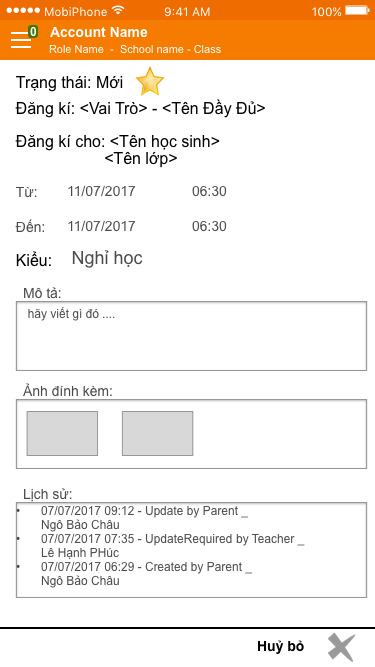 MobiPhone 9:41 AM 100%
0 Account Name
Role Name - School name - Class
Trạng thái: Mới
Đăng kí: <Vai Trò> - <Tên Đầy Đủ>
Đăng kí cho: <Tên học sinh>
<Tên lớp>
Từ: 11/07/2017 06:30
Đến: 11/07/2017 06:30
Kiểu: Nghỉ học
Mô tả:
hãy viết gì đó ....
Ảnh đính kèm:
Lịch sử:
• 07/07/2017 09:12 - Update by Parent _
Ngô Bảo Châu
• 07/07/2017 07:35 - UpdateRequired by Teacher _
Lê Hạnh PHúc
• 07/07/2017 06:29 - Created by Parent _
Ngô Bảo Châu
Huỷ bỏ